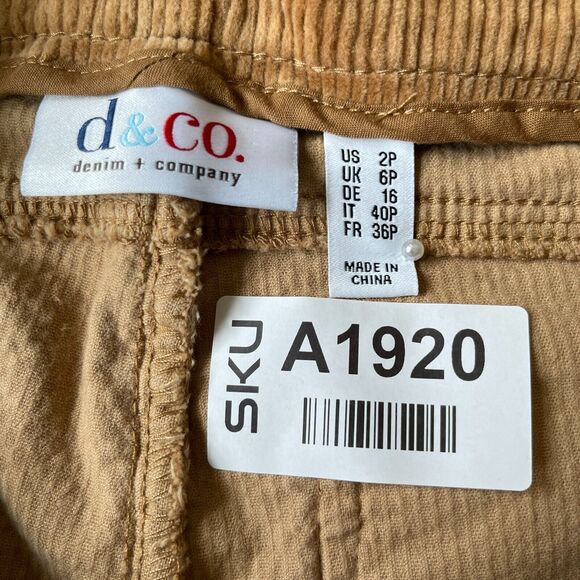 d&co.
denim + company
US 2P
UK 6P
DE 16
IT 40P
FR 36P
MADE IN
CHINA
SKU
A1920